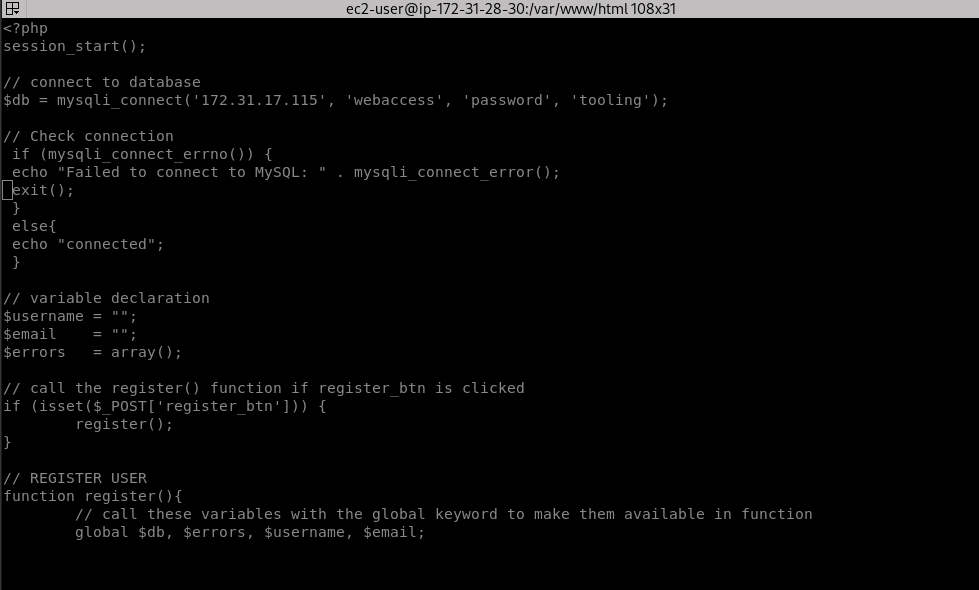 ec2-user@ip-172-31-28-30:/var/www/html 108x31
<?php
session_start();

// connect to database
$db = mysqli_connect('172.31.17.115', 'webaccess', 'password', 'tooling');

// Check connection
 if (mysqli_connect_errno()) {
 echo "Failed to connect to MySQL: " . mysqli_connect_error();
 exit();
 }
 else{
 echo "connected";
 }

// variable declaration
$username = "";
$email    = "";
$errors   = array();

// call the register() function if register_btn is clicked
if (isset($_POST['register_btn'])) {
        register();
}

// REGISTER USER
function register(){
        // call these variables with the global keyword to make them available in function
        global $db, $errors, $username, $email;